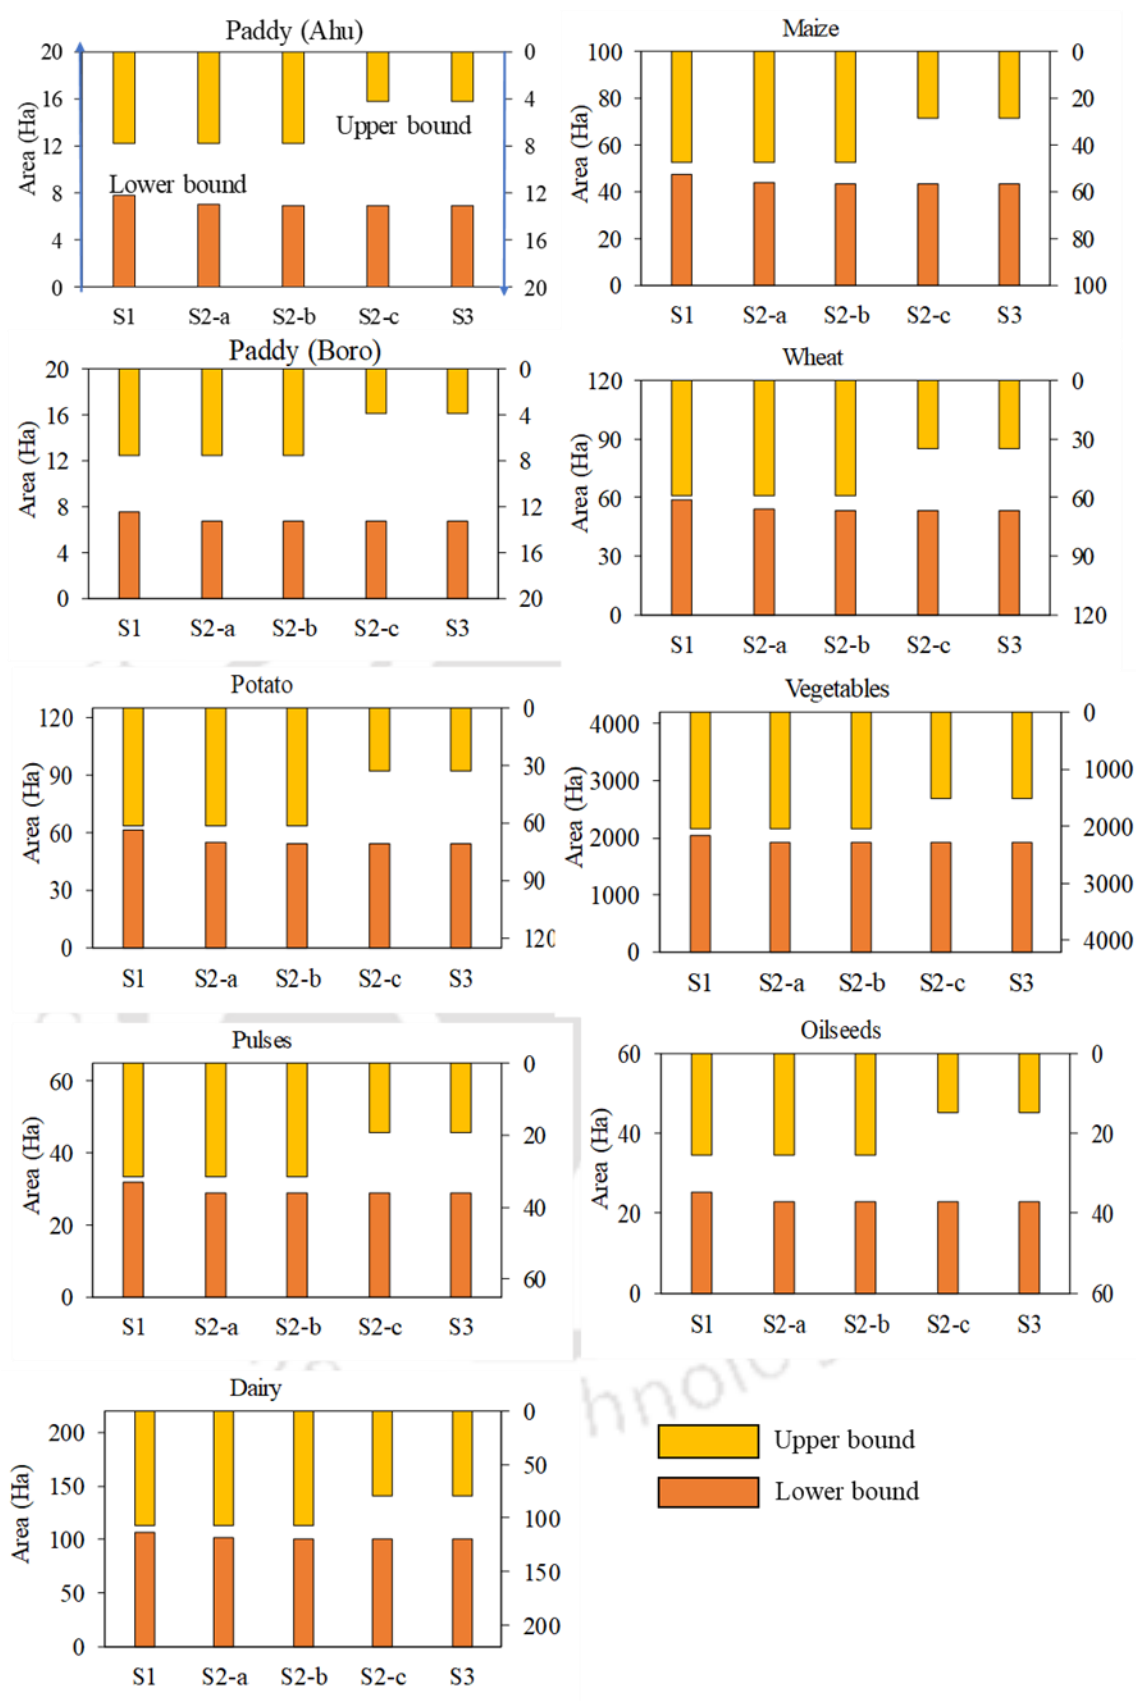 Paddy (Ahu)
Area (Ha)
20 16 12 8 4 0
0 4 8 12 16 20
Upper bound
Lower bound
S1 S2-a S2-b S2-c S3
Maize
Area (Ha)
100 80 60 40 20 0
0 20 40 60 80 100
S1 S2-a S2-b S2-c S3
Paddy (Boro)
Area (Ha)
20 16 12 8 4 0
0 4 8 12 16 20
S1 S2-a S2-b S2-c S3
Wheat
Area (Ha)
120 90 60 30 0
0 30 60 90 120
S1 S2-a S2-b S2-c S3
Potato
Area (Ha)
120 90 60 30 0
0 30 60 90 120
S1 S2-a S2-b S2-c S3
Vegetables
Area (Ha)
4000 3000 2000 1000 0
0 1000 2000 3000 4000
S1 S2-a S2-b S2-c S3
Pulses
Area (Ha)
60 40 20 0
0 20 40 60
S1 S2-a S2-b S2-c S3
Oilseeds
Area (Ha)
60 40 20 0
0 20 40 60
S1 S2-a S2-b S2-c S3
Dairy
Area (Ha)
200 150 100 50 0
0 50 100 150 200
S1 S2-a S2-b S2-c S3
Upper bound
Lower bound